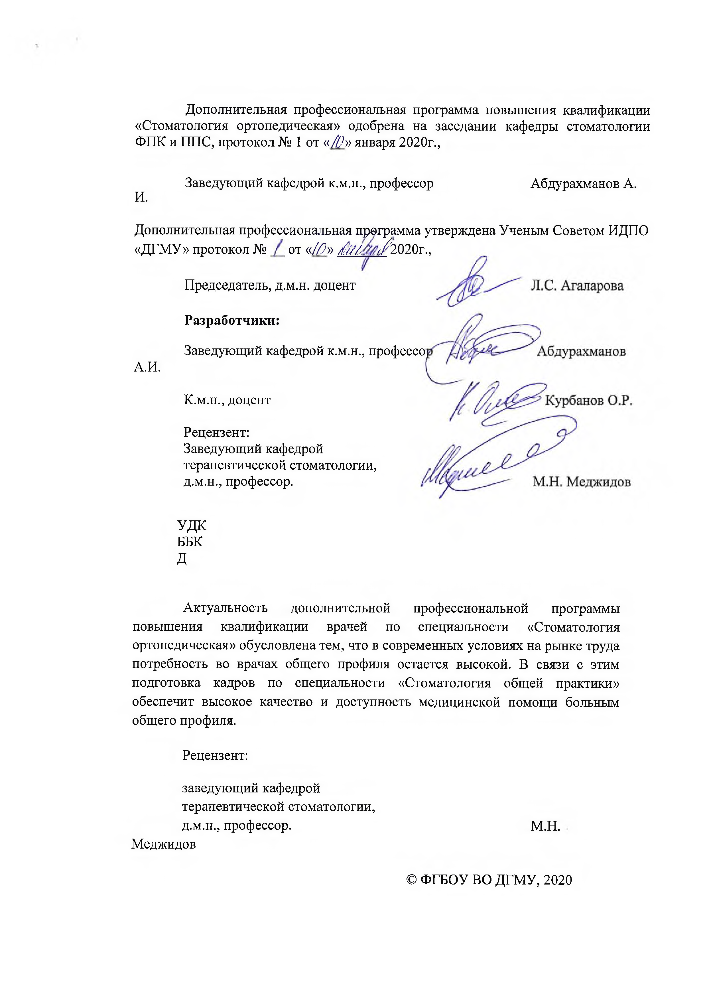 Дополнительная профессиональная программа повышения квалификации
«Стоматология ортопедическая» одобрена на заседании кафедры стоматологии
ФПК и ППС, протокол № 1 от «10» января 2020г.,
Заведующий кафедрой к.м.н., профессор Абдурахманов А.
И.
Дополнительная профессиональная программа утверждена Ученым Советом ИДПО
«ДГМУ» протокол № 1 от «10» января 2020г.,
Председатель, д.м.н. доцент Л.С. Агаларова
Разработчики:
Заведующий кафедрой к.м.н., профессор Абдурахманов
А.И.
К.м.н., доцент Курбанов О.Р.
Рецензент:
Заведующий кафедрой
терапевтической стоматологии,
д.м.н., профессор. М.Н. Меджидов
УДК
ББК
Д
Актуальность дополнительной профессиональной программы
повышения квалификации врачей по специальности «Стоматология
ортопедическая» обусловлена тем, что в современных условиях на рынке труда
потребность во врачах общего профиля остается высокой. В связи с этим
подготовка кадров по специальности «Стоматология общей практики»
обеспечит высокое качество и доступность медицинской помощи больным
общего профиля.
Рецензент:
заведующий кафедрой
терапевтической стоматологии,
д.м.н., профессор. М.Н.
Меджидов
© ФГБОУ ВО ДГМУ, 2020